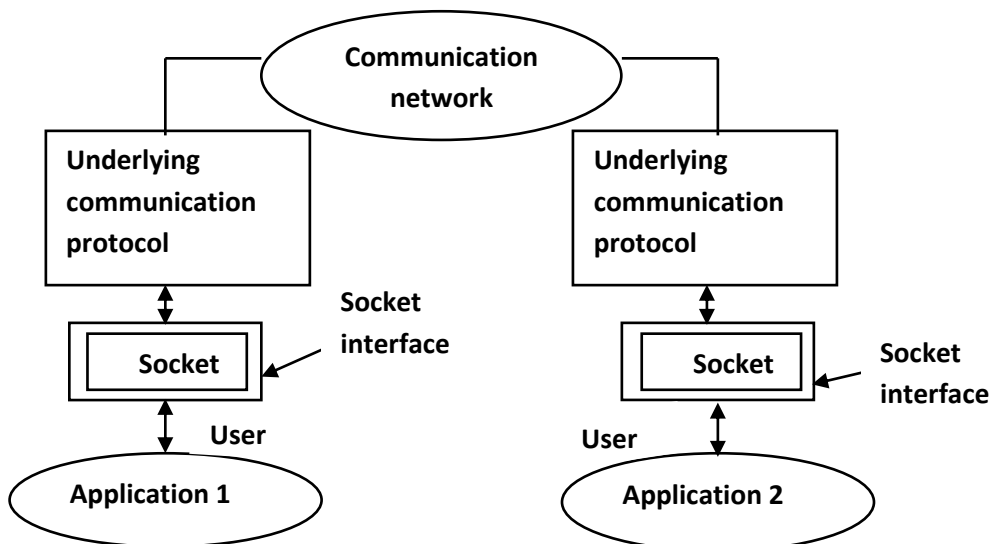 Communication
network
Underlying
communication
protocol
Underlying
communication
protocol
Socket
interface
Socket
Socket
Socket
interface
User
User
Application 1
Application 2